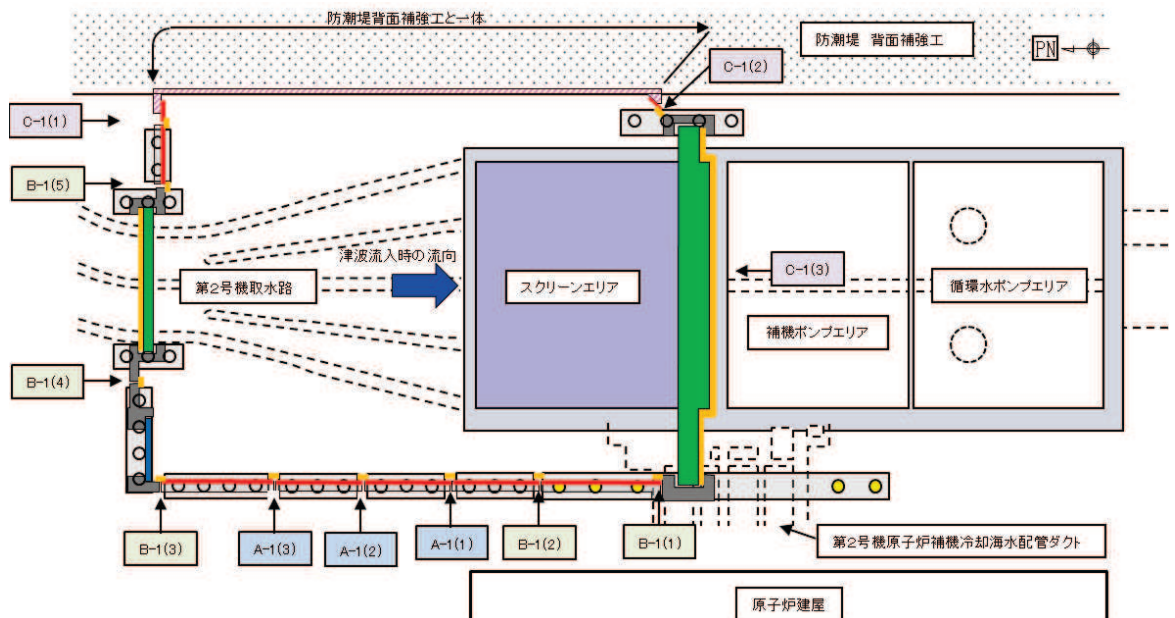 防潮堤背面補強工と一体
防潮堤 背面補強工
PN
C-1(2)
C-1(1)
B-1(5)
津波流入時の流向
第2号機取水路
スクリーンエリア
C-1(3)
循環水ポンプエリア
補機ポンプエリア
B-1(4)
B-1(3)
A-1(3)
A-1(2)
A-1(1)
B-1(2)
B-1(1)
第2号機原子炉補機冷却海水配管ダクト
原子炉建屋